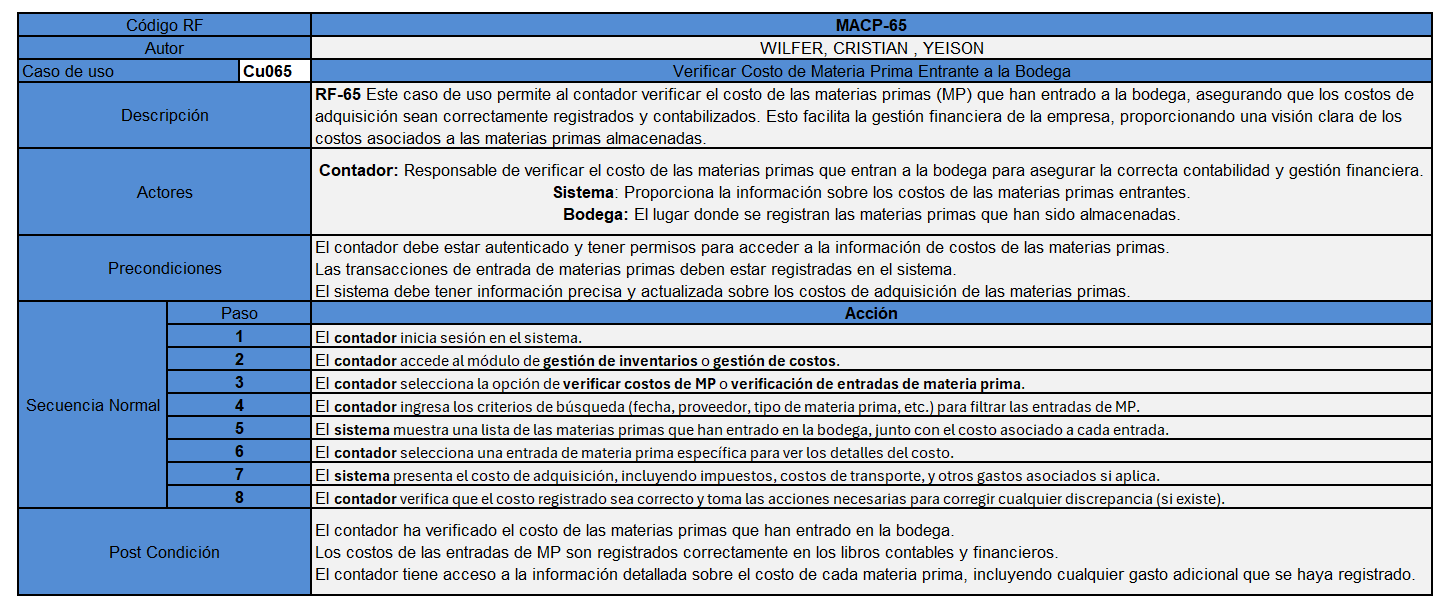 Código RF MACP-65
Autor WILFER, CRISTIAN , YEISON
Caso de uso Cu065 Verificar Costo de Materia Prima Entrante a la Bodega
Descripción
RF-65 Este caso de uso permite al contador verificar el costo de las materias primas (MP) que han entrado a la bodega, asegurando que los costos de
adquisición sean correctamente registrados y contabilizados. Esto facilita la gestión financiera de la empresa, proporcionando una visión clara de los
costos asociados a las materias primas almacenadas.
Actores
Contador: Responsable de verificar el costo de las materias primas que entran a la bodega para asegurar la correcta contabilidad y gestión financiera.
Sistema: Proporciona la información sobre los costos de las materias primas entrantes.
Bodega: El lugar donde se registran las materias primas que han sido almacenadas.
Precondiciones
El contador debe estar autenticado y tener permisos para acceder a la información de costos de las materias primas.
Las transacciones de entrada de materias primas deben estar registradas en el sistema.
El sistema debe tener información precisa y actualizada sobre los costos de adquisición de las materias primas.
Secuencia Normal
Paso Acción
1 El contador inicia sesión en el sistema.
2 El contador accede al módulo de gestión de inventarios o gestión de costos.
3 El contador selecciona la opción de verificar costos de MP o verificación de entradas de materia prima.
4 El contador ingresa los criterios de búsqueda (fecha, proveedor, tipo de materia prima, etc.) para filtrar las entradas de MP.
5 El sistema muestra una lista de las materias primas que han entrado en la bodega, junto con el costo asociado a cada entrada.
6 El contador selecciona una entrada de materia prima específica para ver los detalles del costo.
7 El sistema presenta el costo de adquisición, incluyendo impuestos, costos de transporte, y otros gastos asociados si aplica.
8 El contador verifica que el costo registrado sea correcto y toma las acciones necesarias para corregir cualquier discrepancia (si existe).
Post Condición
El contador ha verificado el costo de las materias primas que han entrado en la bodega.
Los costos de las entradas de MP son registrados correctamente en los libros contables y financieros.
El contador tiene acceso a la información detallada sobre el costo de cada materia prima, incluyendo cualquier gasto adicional que se haya registrado.